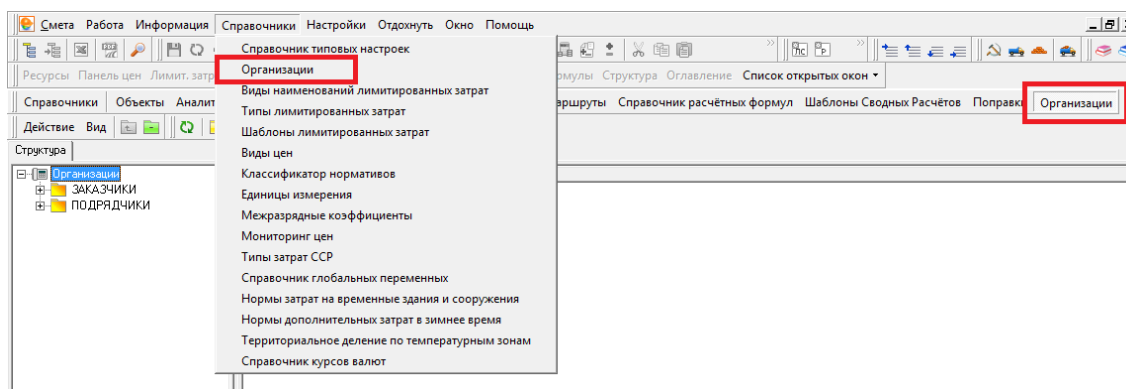 Смета Работа Информация Справочники Настройки Отдохнуть Окно Помощь
Справочник типовых настроек
Ресурсы Панель цен Лимит. затр
Организации
Структура Оглавление Список открытых окон
Виды наименований лимитированных затрат
Справочники Объекты Аналит
Справочник расчётных формул Шаблоны Сводных Расчётов Поправки Организации
Типы лимитированных затрат
Действие Вид
Шаблоны лимитированных затрат
Структура
Виды цен
Организации
Классификатор нормативов
ЗАКАЗЧИКИ
Единицы измерения
ПОДРЯДЧИКИ
Межразрядные коэффициенты
Мониторинг цен
Типы затрат ССР
Справочник глобальных переменных
Нормы затрат на временные здания и сооружения
Нормы дополнительных затрат в зимнее время
Территориальное деление по температурным зонам
Справочник курсов валют